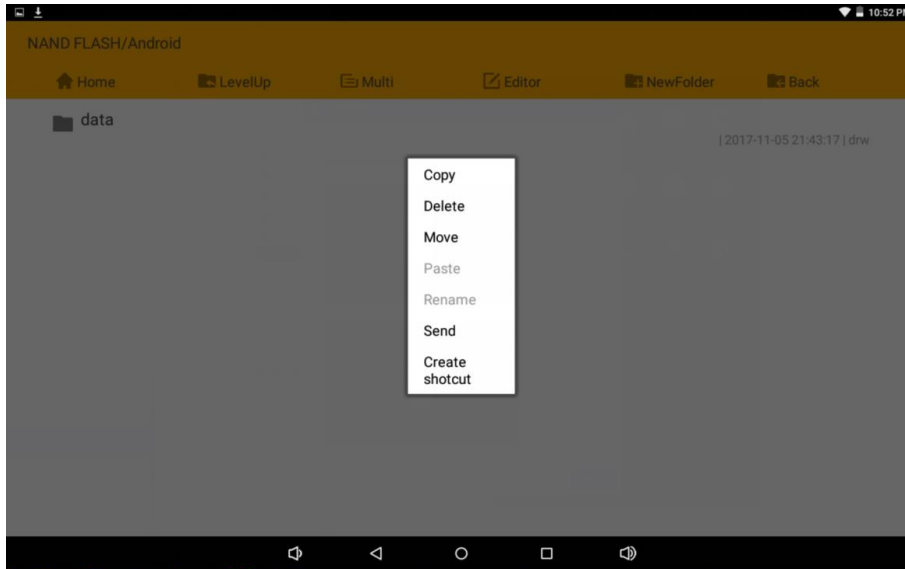 10:52 PM
NAND FLASH/Android
Home LevelUp Multi Editor NewFolder Back
data
| 2017-11-05 21:43:17 | drw
Copy
Delete
Move
Paste
Rename
Send
Create
shotcut